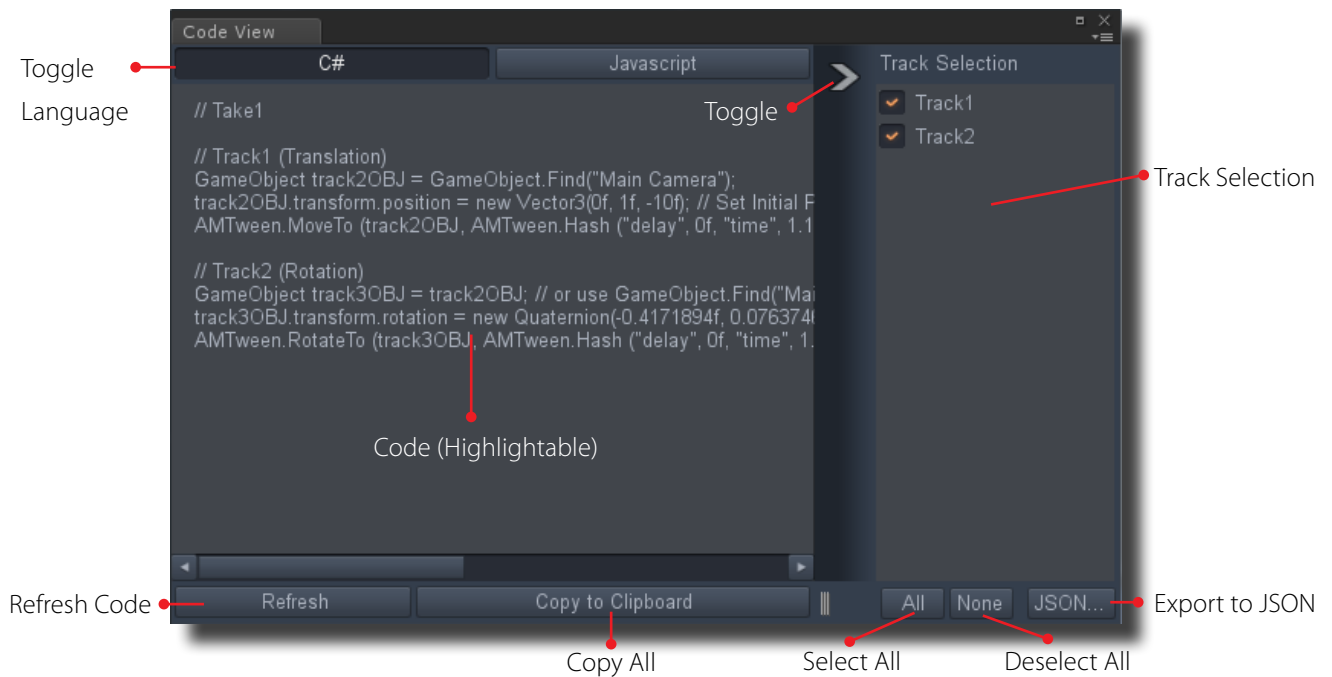 Code View
C#
Javascript
Track Selection
Toggle
Language
// Take1
Toggle
Track1
Track2
// Track1 (Translation)
GameObject track2OBJ = GameObject.Find("Main Camera");
track2OBJ.transform.position = new Vector3(0f, 1f, -10f); // Set Initial
AMTween.MoveTo (track2OBJ, AMTween.Hash ("delay", 0f, "time", 1.1
Track Selection
// Track2 (Rotation)
GameObject track3OBJ = track2OBJ; // or use GameObject.Find("Mai
track3OBJ.transform.rotation = new Quaternion(-0.4171894f, 0.0763746
AMTween.RotateTo (track3OBJ, AMTween.Hash ("delay", 0f, "time", 1.
Code (Highlightable)
Refresh Code
Refresh
Copy to Clipboard
All
None
JSON...
Export to JSON
Copy All
Select All
Deselect All